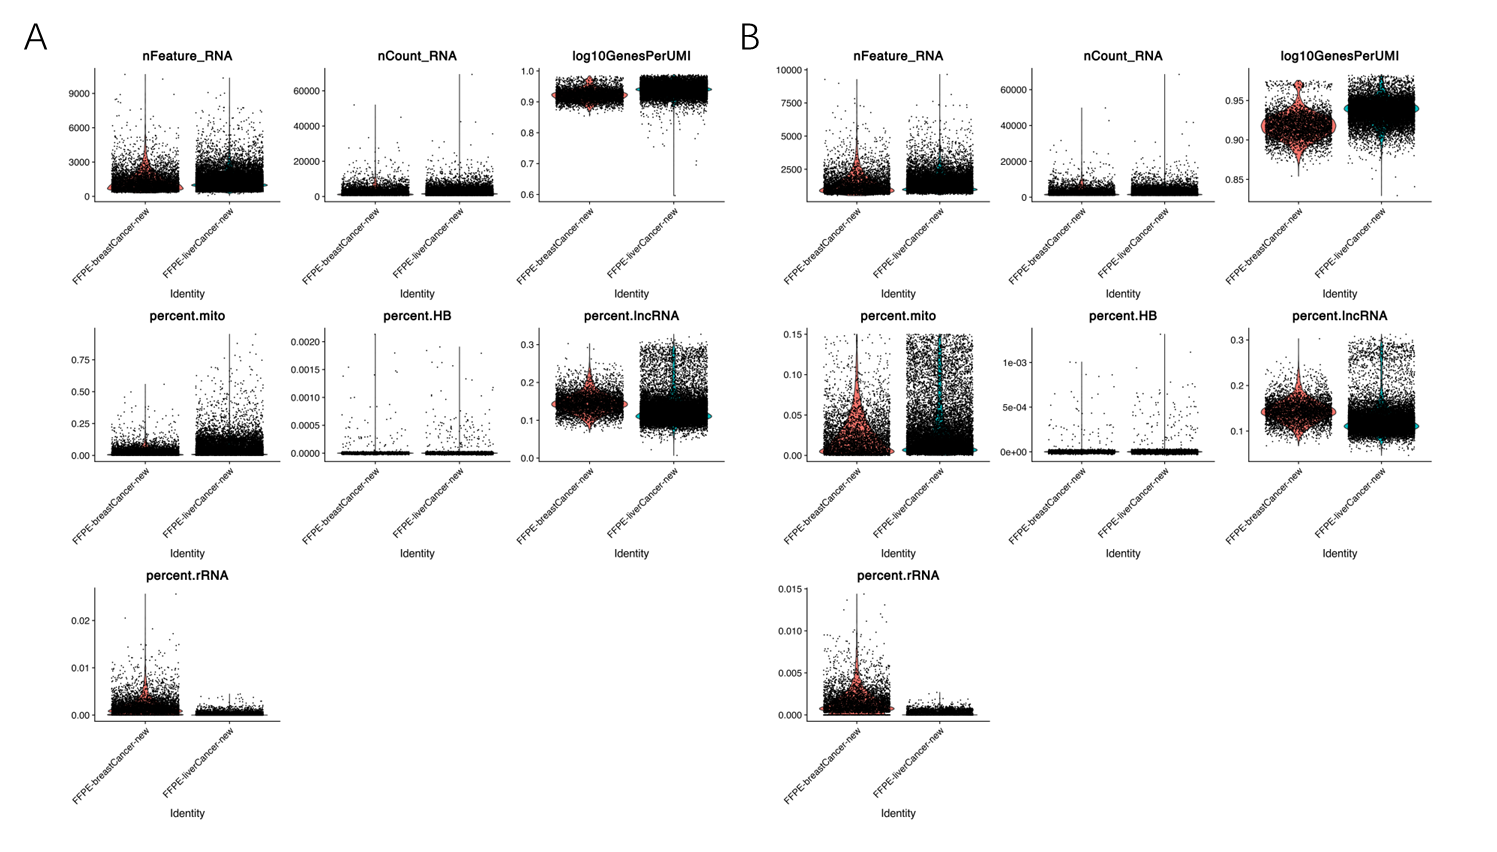 A
B
nFeature_RNA
nCount_RNA
log10GenesPerUMI
9000
6000
3000
0
60000
40000
20000
0
1.0
0.9
0.8
0.7
0.6
FFPE-breastCancer-new
FFPE-liverCancer-new
FFPE-breastCancer-new
FFPE-liverCancer-new
FFPE-breastCancer-new
FFPE-liverCancer-new
Identity
Identity
Identity
percent.mito
percent.HB
percent.lncRNA
0.75
0.50
0.25
0.00
0.0020
0.0015
0.0010
0.0005
0.0000
0.3
0.2
0.1
0.0
FFPE-breastCancer-new
FFPE-liverCancer-new
FFPE-breastCancer-new
FFPE-liverCancer-new
FFPE-breastCancer-new
FFPE-liverCancer-new
Identity
Identity
Identity
percent.rRNA
0.02
0.01
0.00
FFPE-breastCancer-new
FFPE-liverCancer-new
Identity
nFeature_RNA
nCount_RNA
log10GenesPerUMI
10000
7500
5000
2500
60000
40000
20000
0
0.95
0.90
0.85
FFPE-breastCancer-new
FFPE-liverCancer-new
FFPE-breastCancer-new
FFPE-liverCancer-new
FFPE-breastCancer-new
FFPE-liverCancer-new
Identity
Identity
Identity
percent.mito
percent.HB
percent.lncRNA
0.15
0.10
0.05
0.00
1e-03
5e-04
0e+00
0.3
0.2
0.1
FFPE-breastCancer-new
FFPE-liverCancer-new
FFPE-breastCancer-new
FFPE-liverCancer-new
FFPE-breastCancer-new
FFPE-liverCancer-new
Identity
Identity
Identity
percent.rRNA
0.015
0.010
0.005
0.000
FFPE-breastCancer-new
FFPE-liverCancer-new
Identity